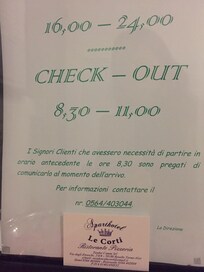 16,00 – 24,00
***********
CHECK – OUT
8,30 – 11,00
I Signori Clienti che avessero necessità di partire in
orario antecedente le ore 8,30 sono pregati di
comunicarlo al momento dell'arrivo.
Per informazioni contattare il
nr. 0564/403044
La Direzione
Sporthotel
Le Corti
Ristorante Pizzeria